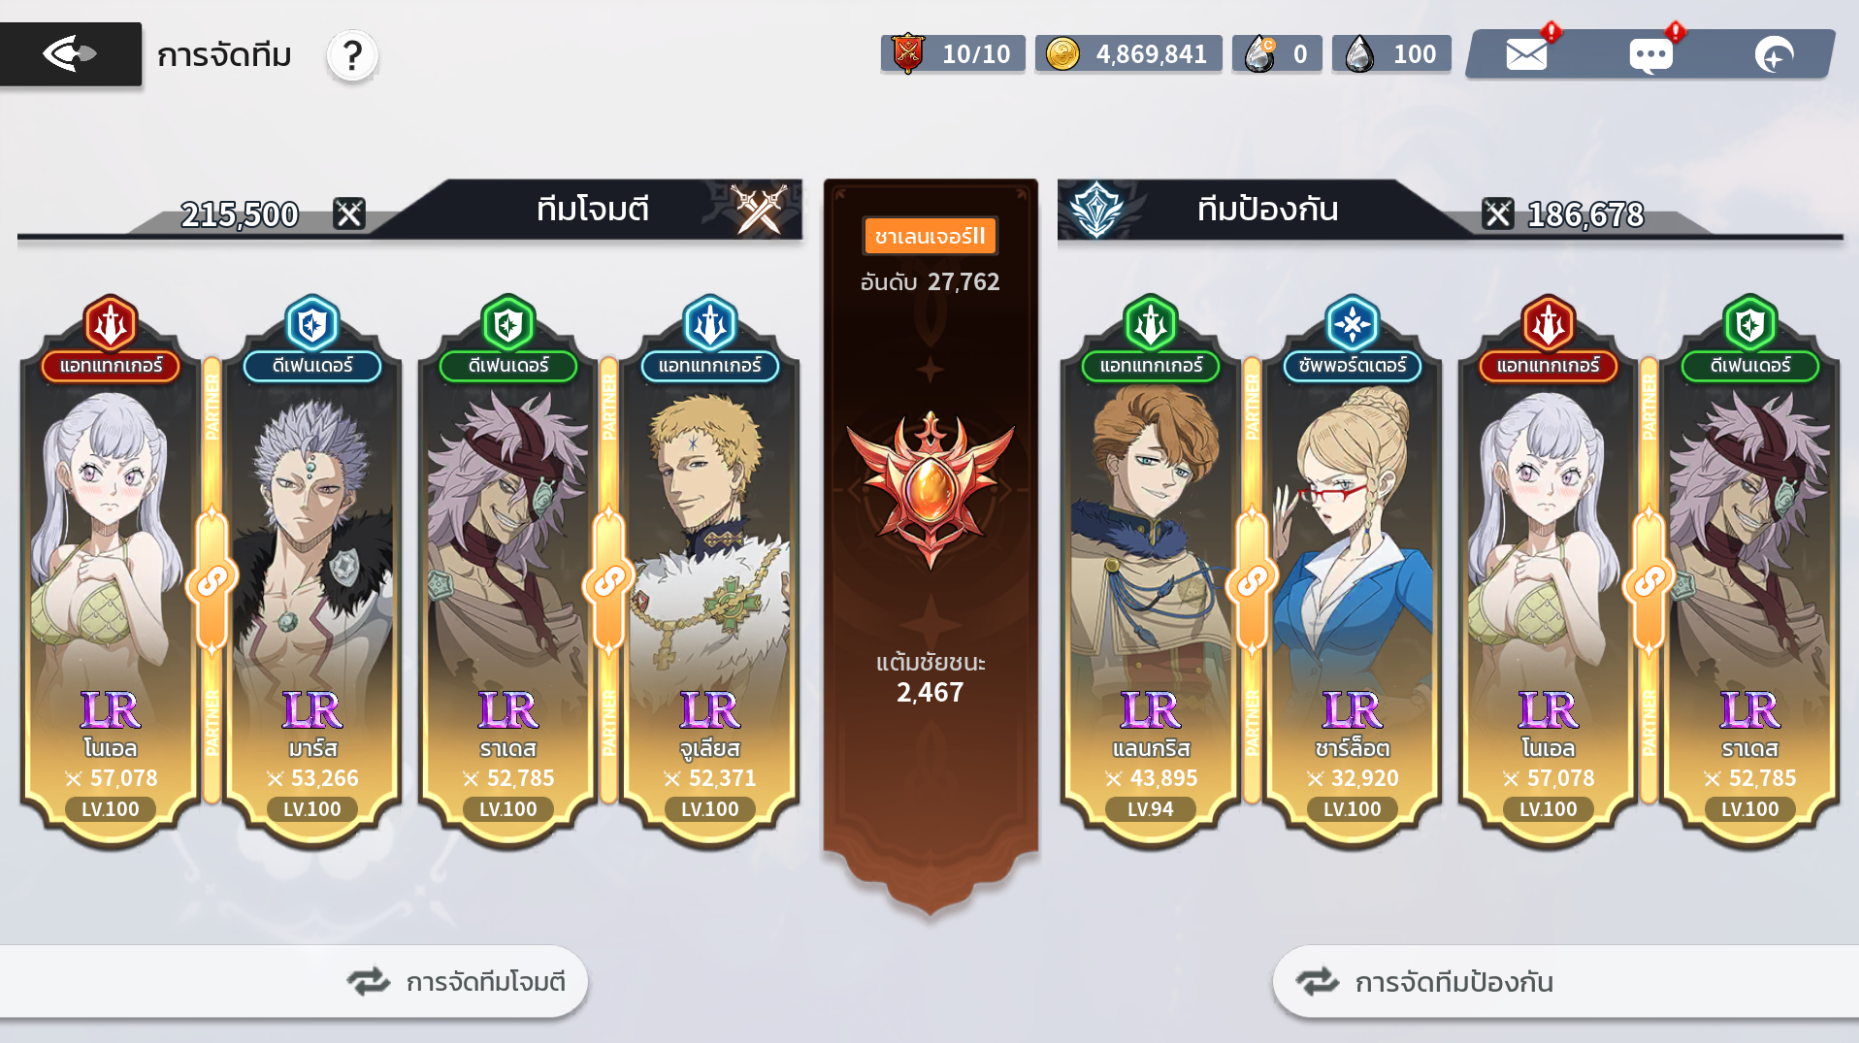 การจัดทีม
?
10/10
4,869,841
C
0
100
215,500
ทีมโจมตี
ชาเลนเจอร์II
อันดับ 27,762
ทีมป้องกัน
186,678
แอทแทกเกอร์
ดีเฟนเดอร์
ดีเฟนเดอร์
แอทแทกเกอร์
แอทแทกเกอร์
ซัพพอร์ตเตอร์
แอทแทกเกอร์
ดีเฟนเดอร์
PARTNER
PARTNER
PARTNER
PARTNER
แต้มชัยชนะ
2,467
PARTNER
PARTNER
PARTNER
PARTNER
LR
โนเอล
57,078
LV.100
LR
มาร์ส
53,266
LV.100
LR
ราเดส
52,785
LV.100
LR
จูเลียส
52,371
LV.100
LR
แลนกริส
43,895
LV.94
LR
ชาร์ล็อต
32,920
LV.100
LR
โนเอล
57,078
LV.100
LR
ราเดส
52,785
LV.100
การจัดทีมโจมตี
การจัดทีมป้องกัน